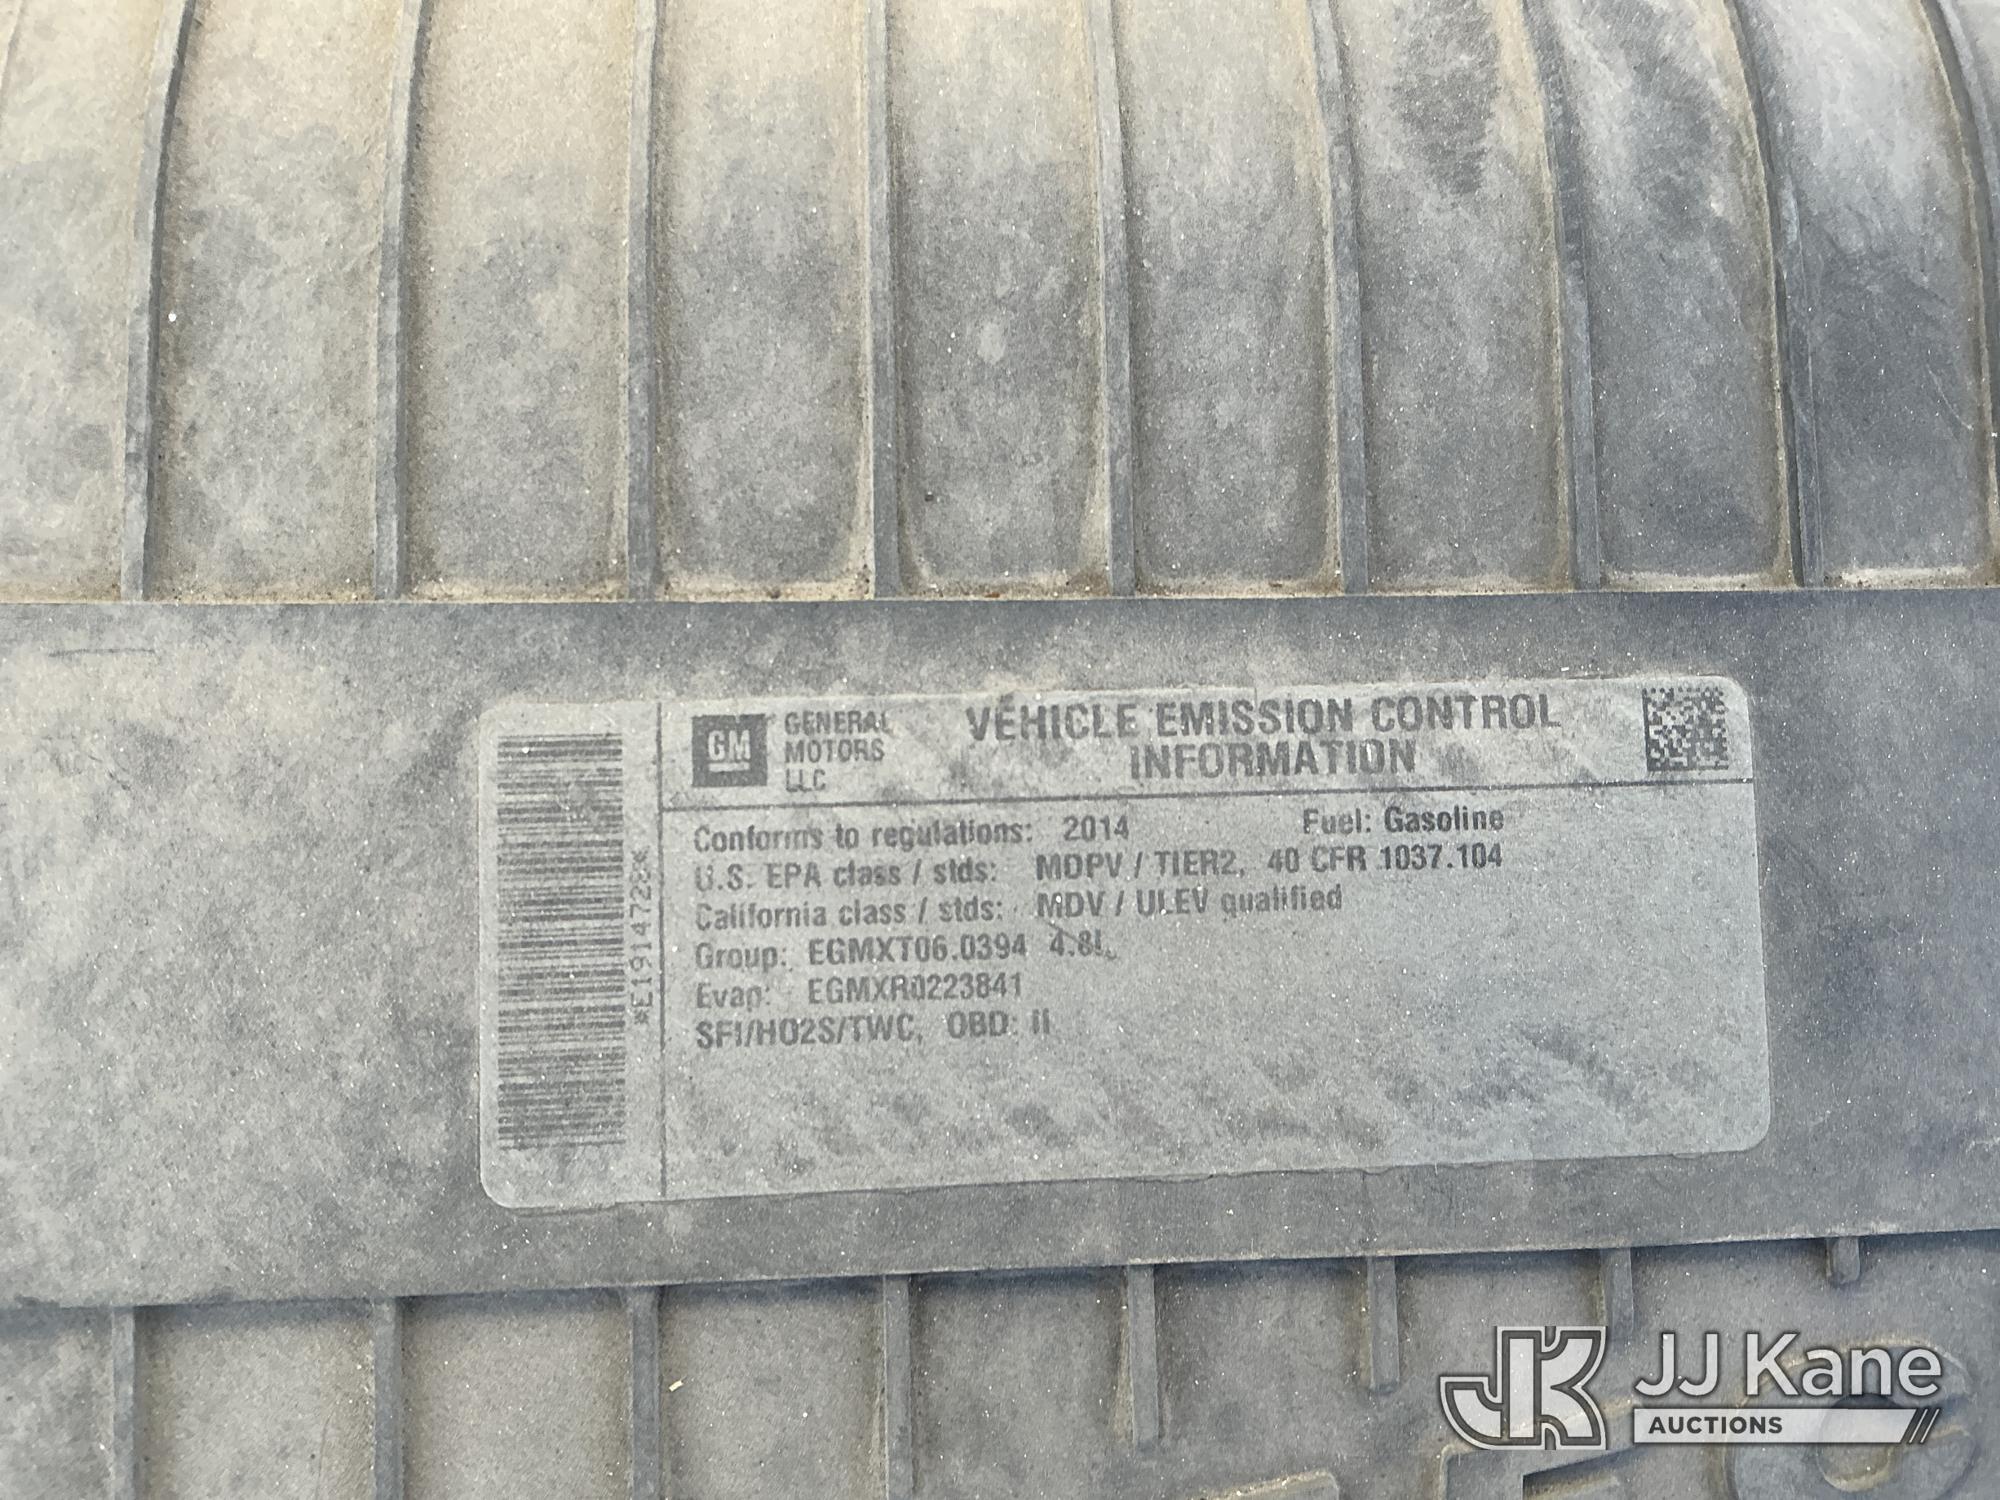 GM
GENERAL
MOTORS
LLC
VEHICLE EMISSION CONTROL
INFORMATION
Conforms to regulations: 2014 Fuel: Gasoline
U.S. EPA class / stds: MDPV / TIER2, 40 CFR 1037.104
California class / stds: MDV / ULEV qualified
Group: EGMXT06.0394 4.8L
Evap: EGMXR0223841
SFI/HO2S/TWC, OBD: II
*E19147286*
JK JJ Kane
AUCTIONS